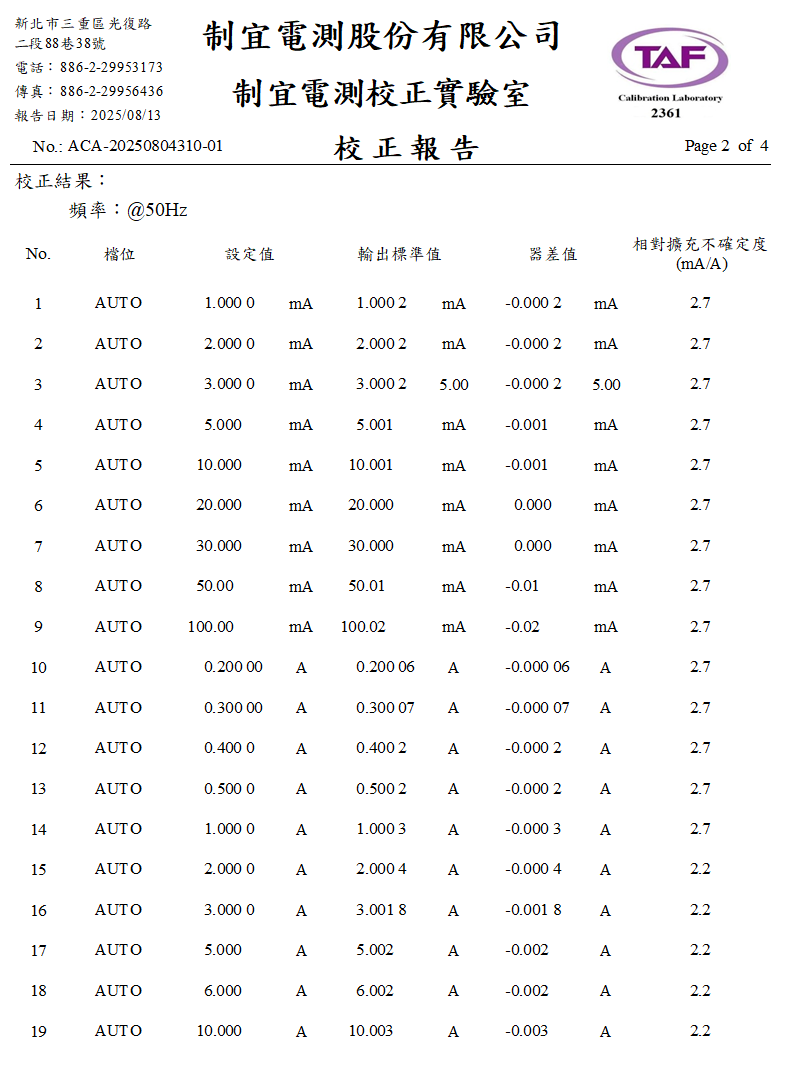 新北市三重區光復路
二段88巷38號
電話：886-2-29953173
傳真：886-2-29956436
報告日期：2025/08/13
制宜電測股份有限公司
制宜電測校正實驗室
TAF
Calibration Laboratory
2361
No.: ACA-20250804310-01
校正報告
Page 2 of 4
校正結果：
頻率：@50Hz
No. 檔位 設定值 輸出標準值 器差值 相對擴充不確定度
(mA/A)
1 AUTO 1.000 0 mA 1.000 2 mA -0.000 2 mA 2.7
2 AUTO 2.000 0 mA 2.000 2 mA -0.000 2 mA 2.7
3 AUTO 3.000 0 mA 3.000 2 5.00 -0.000 2 5.00 2.7
4 AUTO 5.000 mA 5.001 mA -0.001 mA 2.7
5 AUTO 10.000 mA 10.001 mA -0.001 mA 2.7
6 AUTO 20.000 mA 20.000 mA 0.000 mA 2.7
7 AUTO 30.000 mA 30.000 mA 0.000 mA 2.7
8 AUTO 50.00 mA 50.01 mA -0.01 mA 2.7
9 AUTO 100.00 mA 100.02 mA -0.02 mA 2.7
10 AUTO 0.200 00 A 0.200 06 A -0.000 06 A 2.7
11 AUTO 0.300 00 A 0.300 07 A -0.000 07 A 2.7
12 AUTO 0.400 0 A 0.400 2 A -0.000 2 A 2.7
13 AUTO 0.500 0 A 0.500 2 A -0.000 2 A 2.7
14 AUTO 1.000 0 A 1.000 3 A -0.000 3 A 2.7
15 AUTO 2.000 0 A 2.000 4 A -0.000 4 A 2.2
16 AUTO 3.000 0 A 3.001 8 A -0.001 8 A 2.2
17 AUTO 5.000 A 5.002 A -0.002 A 2.2
18 AUTO 6.000 A 6.002 A -0.002 A 2.2
19 AUTO 10.000 A 10.003 A -0.003 A 2.2